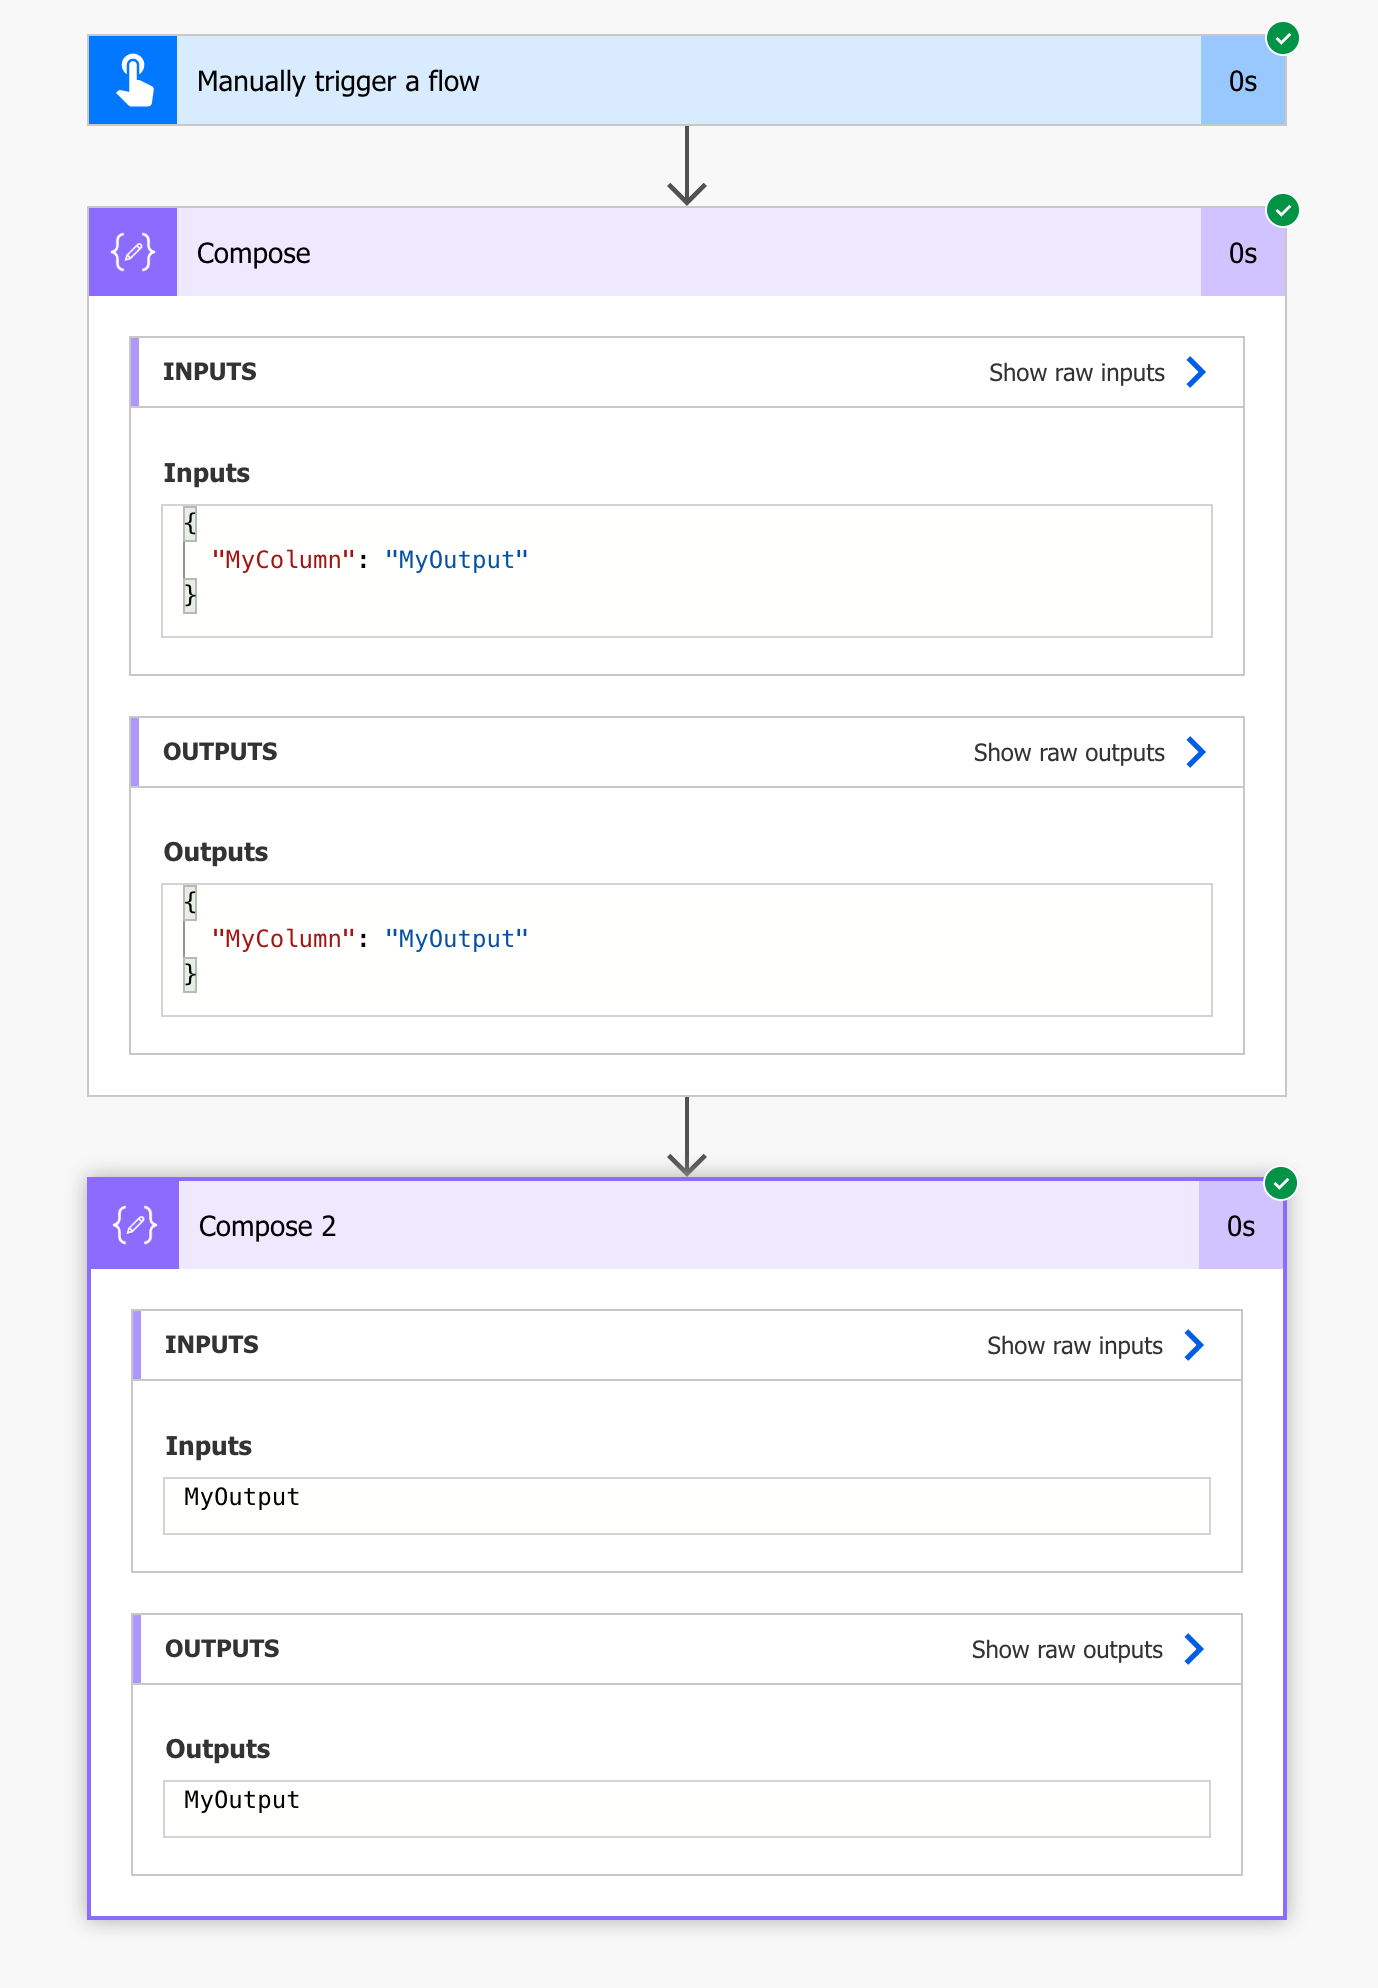 Manually trigger a flow
0s
Compose
0s
INPUTS
Show raw inputs
Inputs
{
"MyColumn": "MyOutput"
}
OUTPUTS
Show raw outputs
Outputs
{
"MyColumn": "MyOutput"
}
Compose 2
0s
INPUTS
Show raw inputs
Inputs
MyOutput
OUTPUTS
Show raw outputs
Outputs
MyOutput